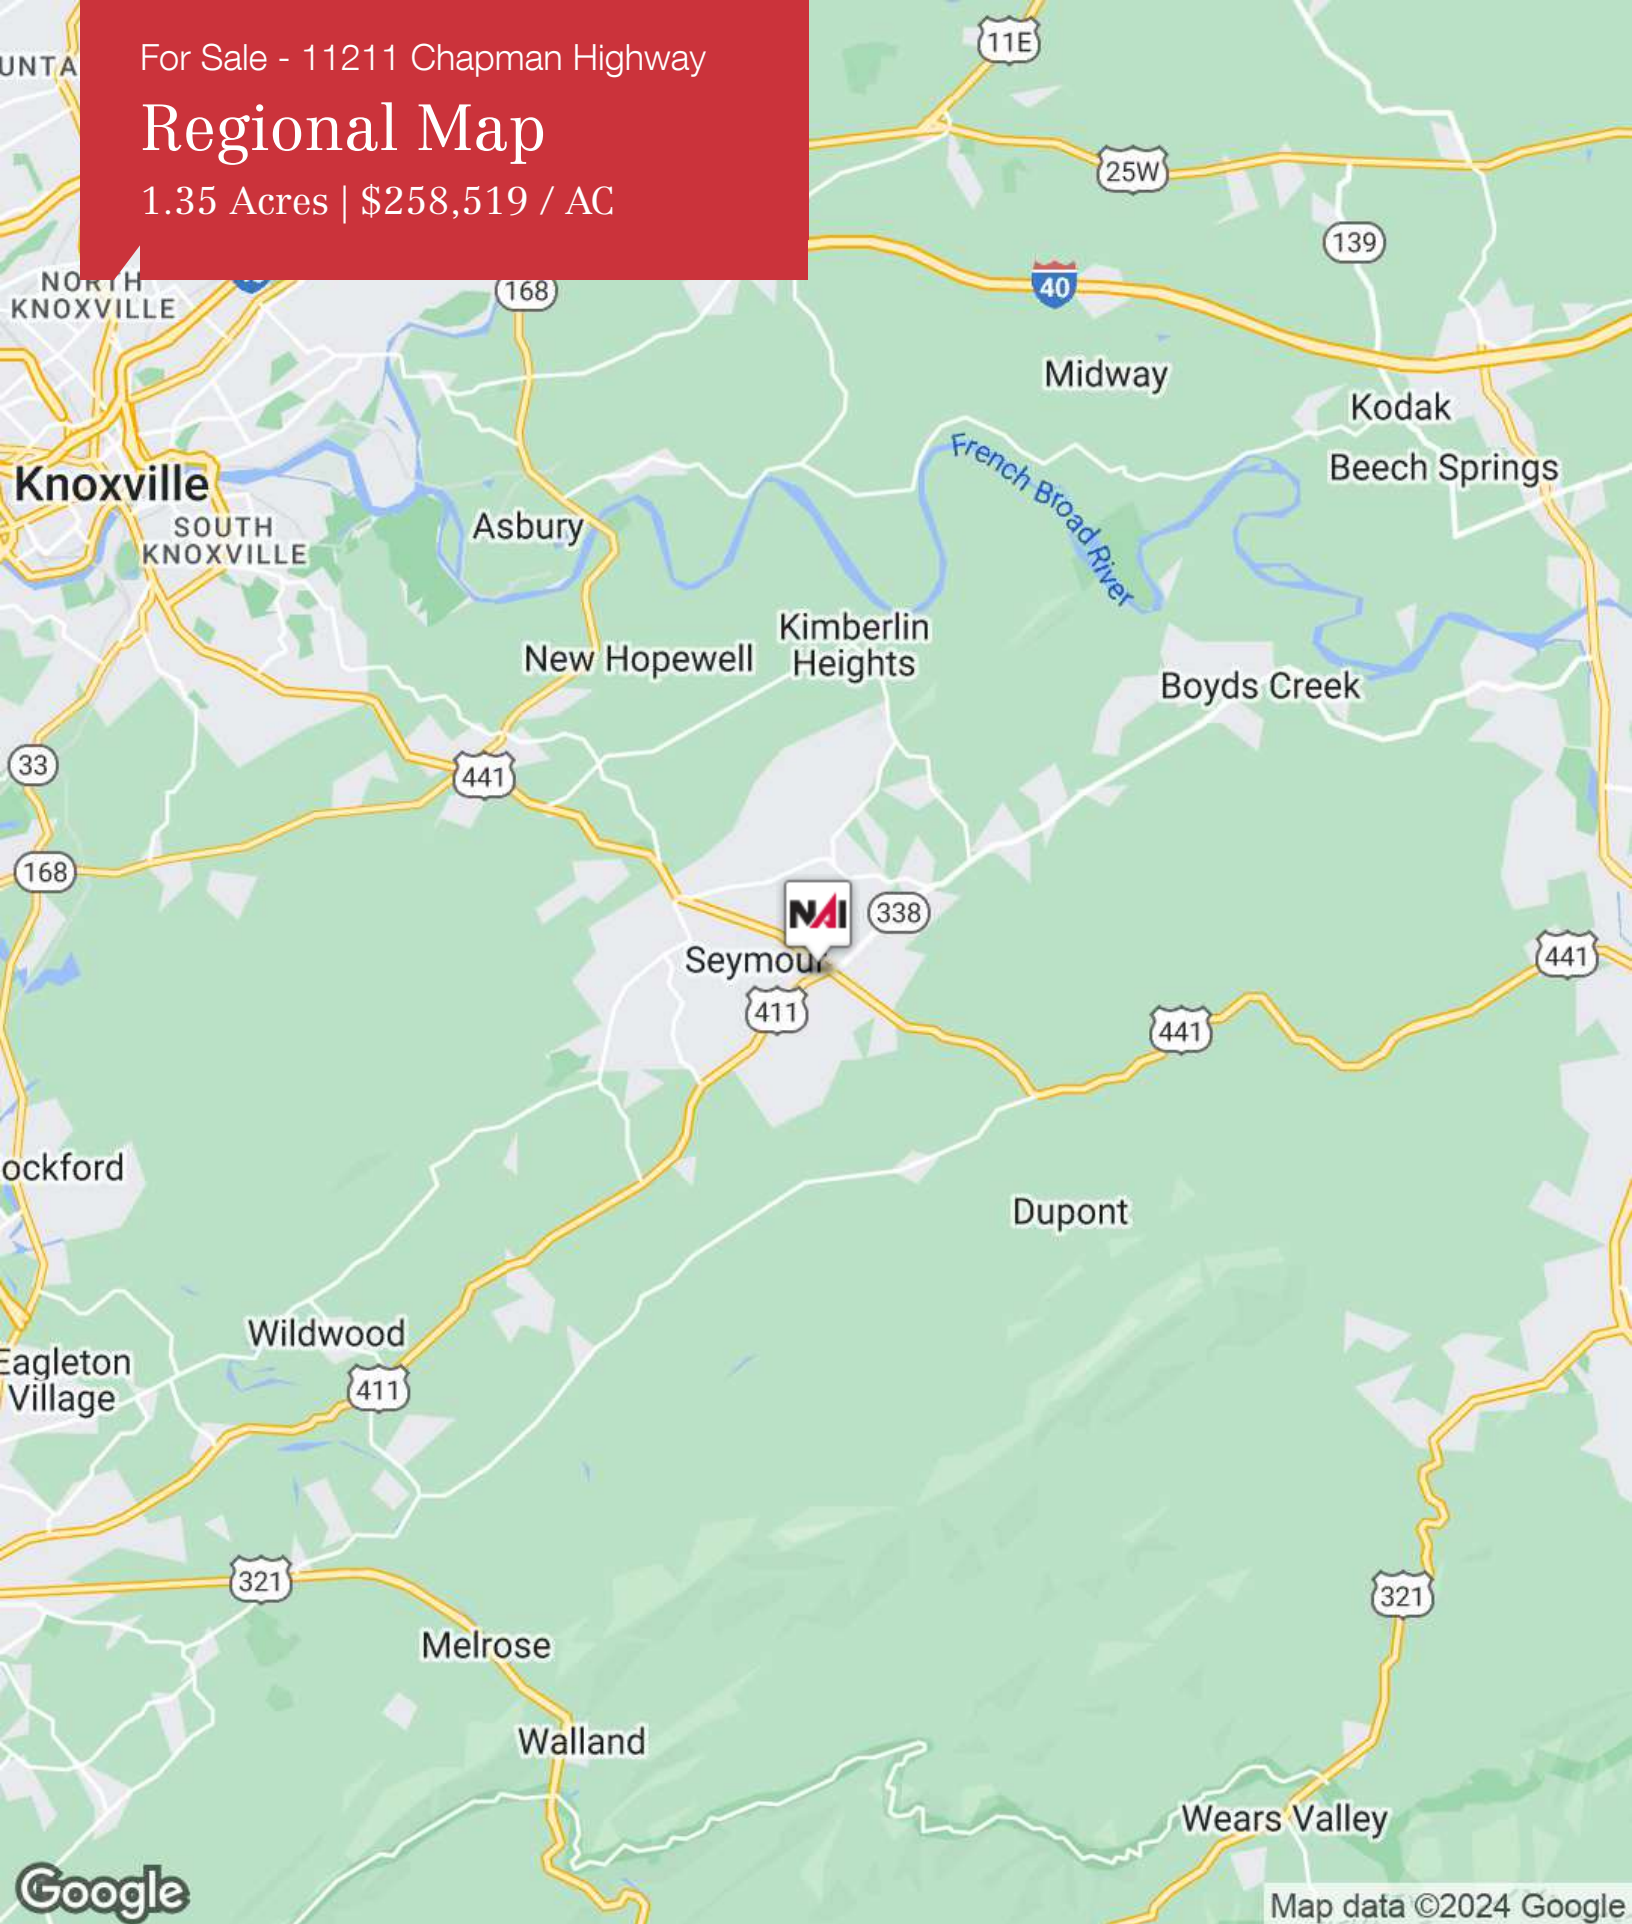 For Sale - 11211 Chapman Highway
Regional Map
1.35 Acres | $258,519 / AC
11E
25W
139
40
168
NORTH
KNOXVILLE
Midway
Kodak
Beech Springs
French Broad River
Knoxville
SOUTH
KNOXVILLE
Asbury
Kimberlin
Heights
New Hopewell
Boyds Creek
33
441
168
NAI
338
Seymour
411
441
441
ockford
Dupont
Wildwood
Eagleton
Village
411
321
321
Melrose
Walland
Wears Valley
Google
Map data ©2024 Google